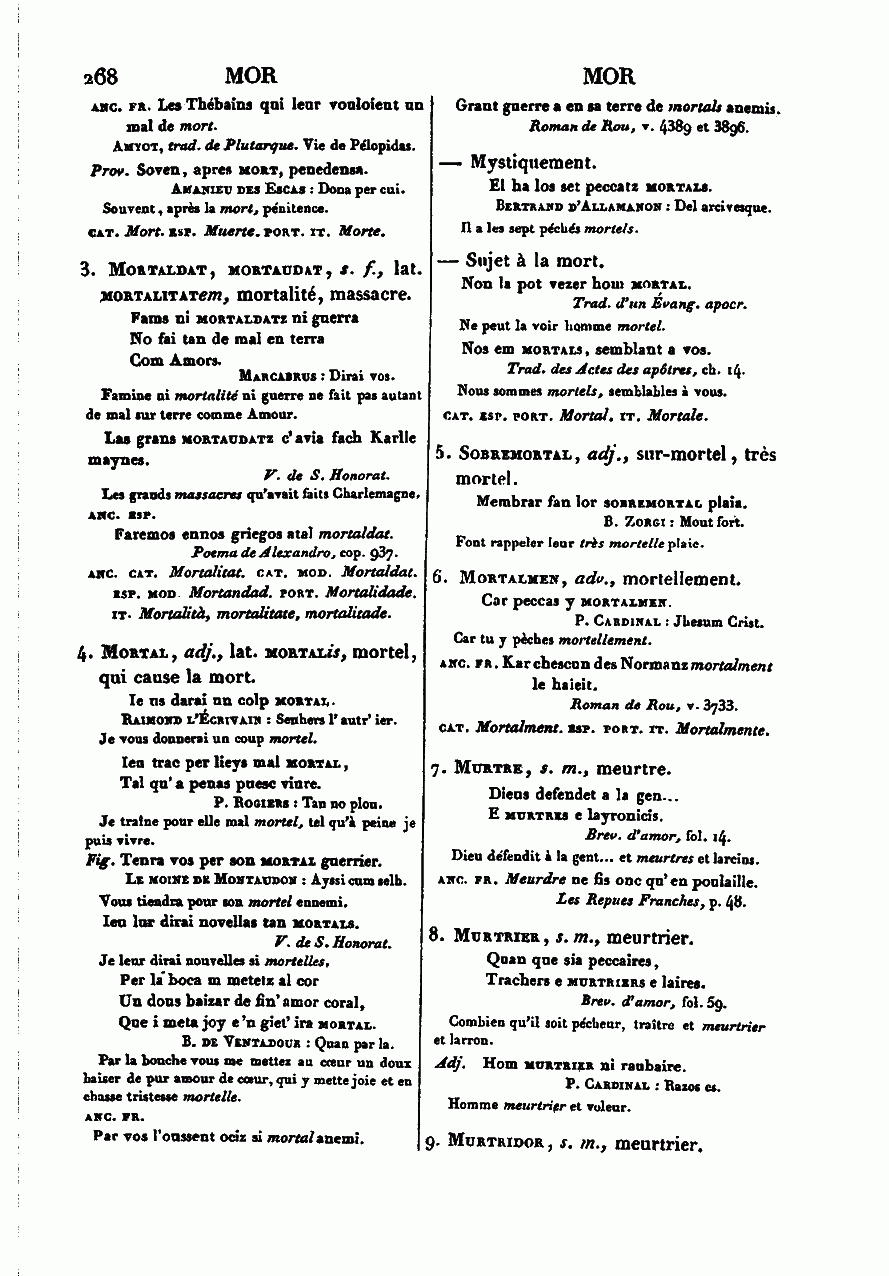 268 MOR MOR
ANC. FR. Les Thébains qui leur vouloient un
mal de mort.
AMYOT, trad. de Plutarque. Vie de Pélopidas.
Prov. Soven, apres MORT, penedensa.
AMANIEU DES ESCAS : Dona per cui.
Souvent, après la mort, pénitence.
CAT. Mort. ESP. Muerte. PORT. IT. Morte.
3. MORTALDAT, MORTAUDAT, s. f., lat.
MORTALITATem, mortalité, massacre.
Fams ni MORTALDATZ ni guerra
No fai tan de mal en terra
Com Amors.
MARCABRUS : Dirai vos.
Famine ni mortalité ni guerre ne fait pas autant
de mal sur terre comme Amour.
Las grans MORTAUDATZ c'avia fach Karlle
maynes.
V. de S. Honorat.
Les grands massacres qu'avait faits Charlemagne.
ANC. ESP.
Faremos ennos griegos atal mortaldat.
Poema de Alexandro, cop. 937.
ANC. CAT. Mortalitat. CAT. MOD. Mortaldat.
ESP. MOD. Mortandad. PORT. Mortalidade.
IT. Mortalità, mortalitate, mortalitade.
4. MORTAL, adj., lat. MORTALis, mortel,
qui cause la mort.
Ie us darai un colp MORTAL.
RAIMOND L'ÉCRIVAIN : Senhers l'autr' ier.
Je vous donnerai un coup mortel.
Ieu trac per lieys mal MORTAL,
Tal qu'a penas puesc viure.
P. ROGIERS : Tan no plou.
Je traîne pour elle mal mortel, tel qu'à peine je
puis vivre.
Fig. Tenra vos per son MORTAL guerrier.
LE MOINE DE MONTAUDON : Ayssi cum selh.
Vous tiendra pour son mortel ennemi.
Ieu lur dirai novellas tan MORTALS.
V. de S. Honorat.
Je leur dirai nouvelles si mortelles.
Per la boca m metetz al cor
Un dous baizar de fin'amor coral,
Que i meta joy e'n giet' ira MORTAL.
B. DE VENTADOUR : Quan par la.
Par la bouche vous me mettez au cœur un doux
baiser de pur amour de cœur, qui y mette joie et en
chasse tristesse mortelle.
ANC. FR.
Par vos l'oussent ociz si mortal anemi.
Grant guerre a en sa terre de mortals anemis.
Roman de Rou, v. 4389 et 3896.
— Mystiquement.
El ha los set peccatz MORTALS.
BERTRAND D'ALLAMANON : Del arcivesque.
Il a les sept péchés mortels.
— Sujet à la mort.
Non la pot vezer hom MORTAL.
Trad. d'un Évang. apocr.
Ne peut la voir homme mortel.
Nos em MORTALS, semblant a vos.
Trad. des Actes des apôtres, ch. 14.
Nous sommes mortels, semblables à vous.
CAT. ESP. PORT. Mortal. IT. Mortale.
5. SOBREMORTAL, adj., sur-mortel, très
mortel.
Membrar fan lor SOBREMORTAL plaia.
B. ZORGI : Mout fort.
Font rappeler leur très mortelle plaie.
6. MORTALMEN, adv., mortellement.
Car peccas y MORTALMEN.
P. CARDINAL : Jhesum Crist.
Car tu y pèches mortellement.
ANC. FR. Kar chescun des Normanz mortalment
le haieit.
Roman de Rou, v. 3733.
CAT. Mortalment. ESP. PORT. IT. Mortalmente.
7. MURTRE, s. m., meurtre.
Dieus defendet a la gen...
E MURTRES e layronicis.
Brev. d'amor, fol. 14.
Dieu défendit à la gent... et meurtres et larcins.
ANC. FR. Meurdre ne fis onc qu'en poulaille.
Les Repues Franches, p. 48.
8. MURTRIER, s. m., meurtrier.
Quan que sia peccaires,
Trachers e MURTRIERS e laires.
Brev. d'amor, fol. 59.
Combien qu'il soit pécheur, traître et meurtrier
et larron.
Adj. Hom MURTRIER ni raubaire.
P. CARDINAL : Razos es.
Homme meurtrier et voleur.
9. MURTRIDOR, s. m., meurtrier.